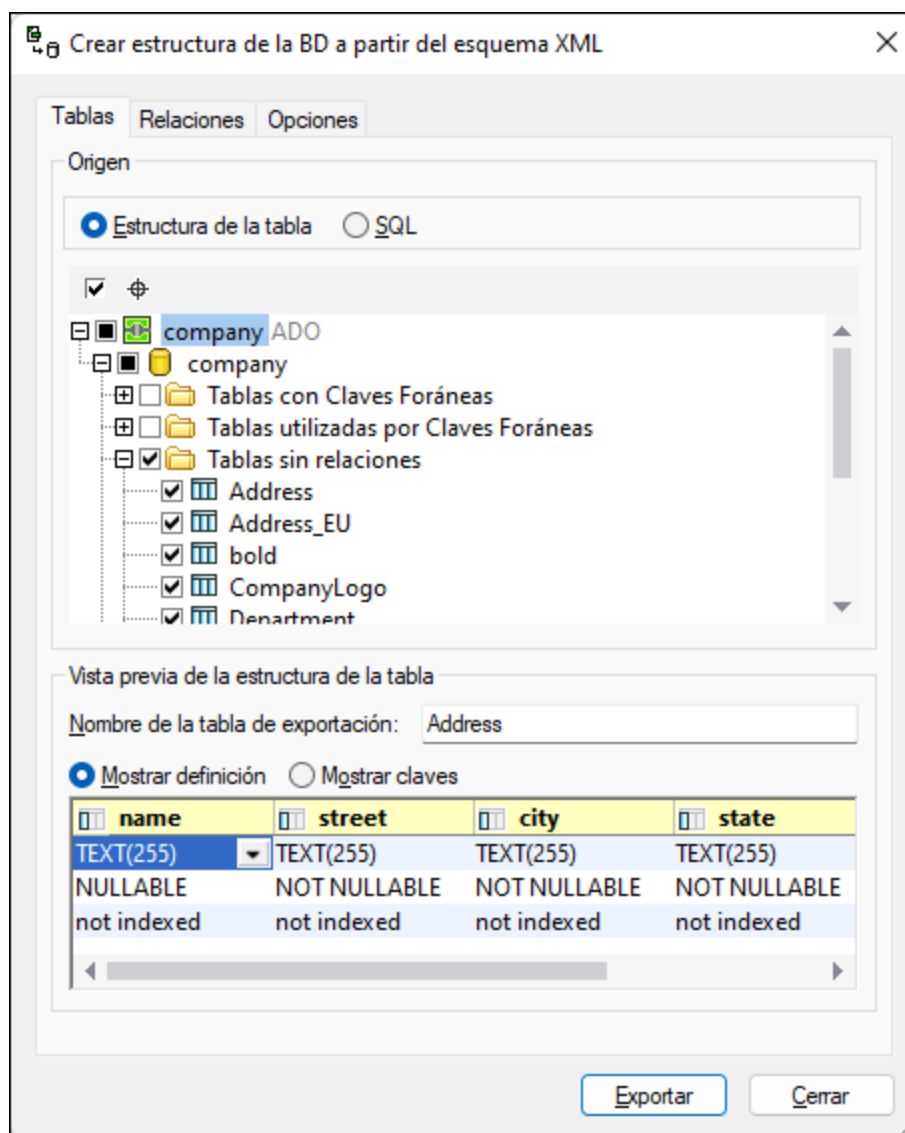 Crear estructura de la BD a partir del esquema XML
Tablas Relaciones Opciones
Origen
Estructura de la tabla SQL
company ADO
company
Tablas con Claves Foráneas
Tablas utilizadas por Claves Foráneas
Tablas sin relaciones
Address
Address_EU
bold
CompanyLogo
Department
Vista previa de la estructura de la tabla
Nombre de la tabla de exportación: Address
Mostrar definición Mostrar claves
name street city state
TEXT(255) TEXT(255) TEXT(255) TEXT(255)
NULLABLE NOT NULLABLE NOT NULLABLE NOT NULLABLE
not indexed not indexed not indexed not indexed
Exportar Cerrar